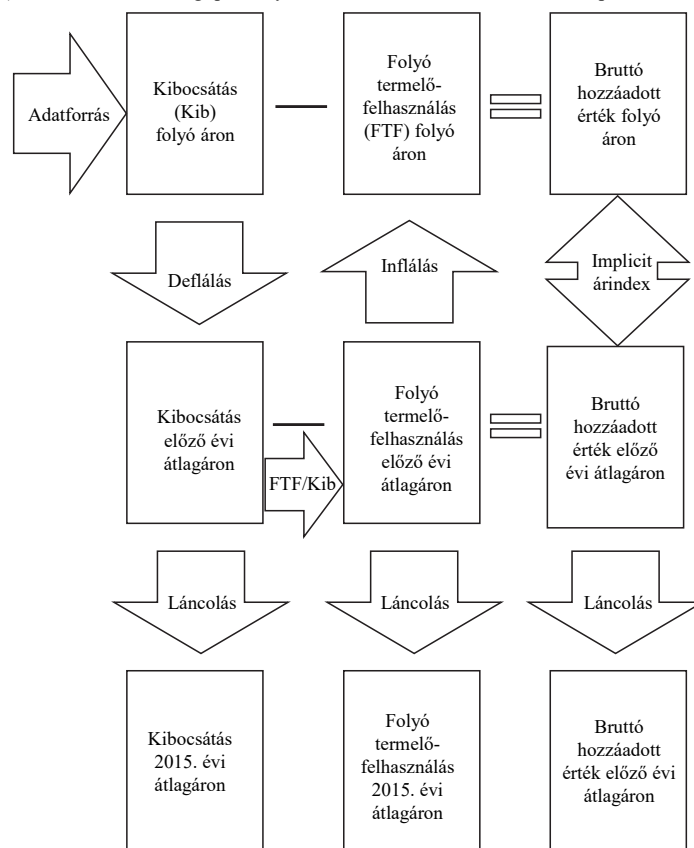 Adatforrás
Kibocsátás
(Kib)
folyó áron
Folyó
termelő-
felhasználás
(FTF) folyó
áron
Bruttó
hozzáadott
érték folyó
áron
Deflálás
Inflálás
Implicit
árindex
Kibocsátás
előző évi
átlagáron
FTF/Kib
Folyó
termelő-
felhasználás
előző évi
átlagáron
Bruttó
hozzáadott
érték előző
évi átlagáron
Láncolás
Láncolás
Láncolás
Kibocsátás
2015. évi
átlagáron
Folyó
termelő-
felhasználás
2015. évi
átlagáron
Bruttó
hozzáadott
érték előző évi
átlagáron